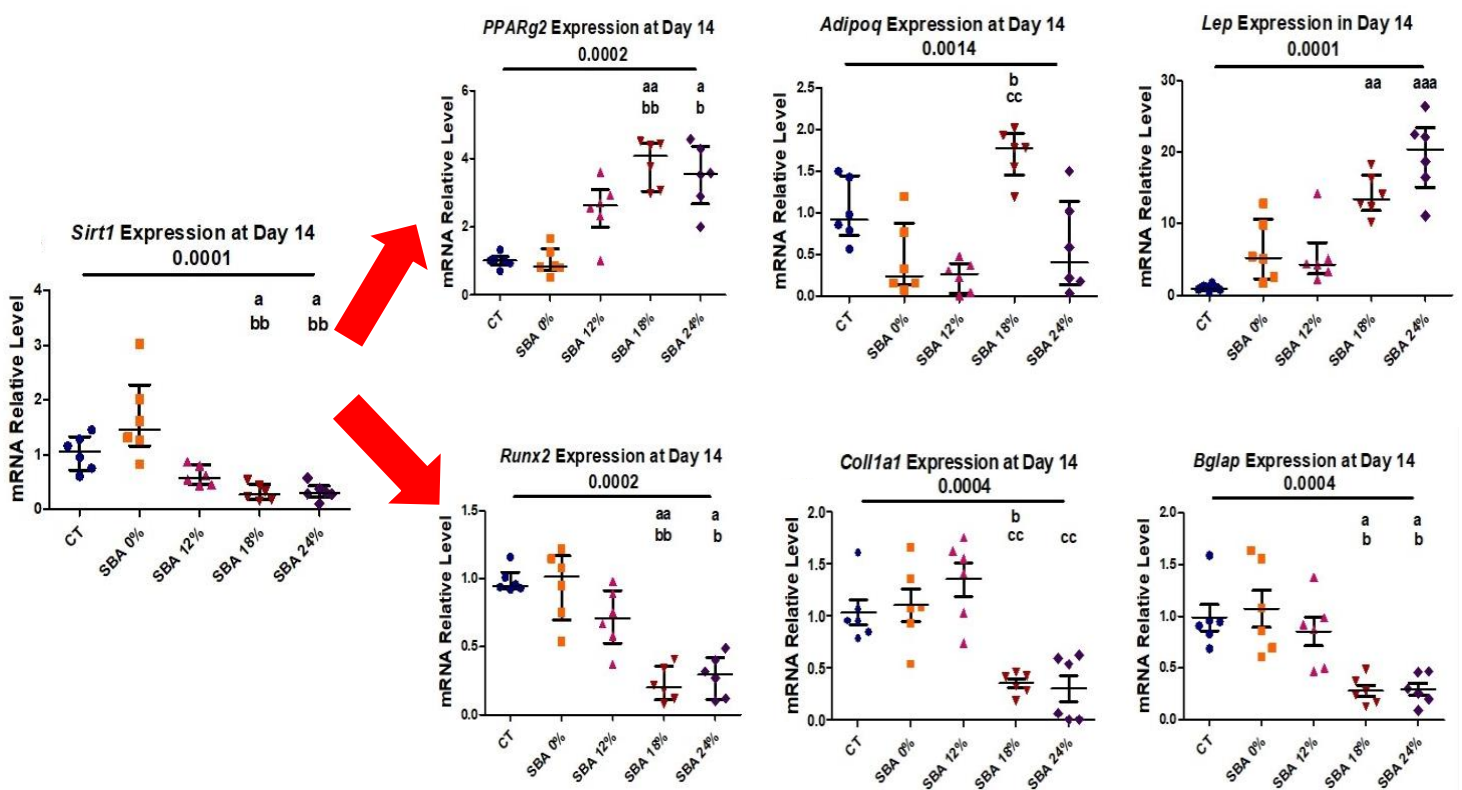 Sirt1 Expression at Day 14
0.0001
a
bb
a
bb
mRNA Relative Level
4
3
2
1
0
CT
SBA 0%
SBA 12%
SBA 18%
SBA 24%
PPARg2 Expression at Day 14
0.0002
aa
bb
a
b
mRNA Relative Level
6
4
2
0
CT
SBA 0%
SBA 12%
SBA 18%
SBA 24%
Adipoq Expression at Day 14
0.0014
b
cc
mRNA Relative Level
2.5
2.0
1.5
1.0
0.5
0.0
CT
SBA 0%
SBA 12%
SBA 18%
SBA 24%
Lep Expression in Day 14
0.0001
aa
aaa
mRNA Relative Level
30
20
10
0
CT
SBA 0%
SBA 12%
SBA 18%
SBA 24%
Runx2 Expression at Day 14
0.0002
aa
bb
a
b
mRNA Relative Level
1.5
1.0
0.5
0.0
CT
SBA 0%
SBA 12%
SBA 18%
SBA 24%
Coll1a1 Expression at Day 14
0.0004
b
cc
cc
mRNA Relative Level
2.0
1.5
1.0
0.5
0.0
CT
SBA 0%
SBA 12%
SBA 18%
SBA 24%
Bglap Expression at Day 14
0.0004
a
b
a
b
mRNA Relative Level
2.0
1.5
1.0
0.5
0.0
CT
SBA 0%
SBA 12%
SBA 18%
SBA 24%